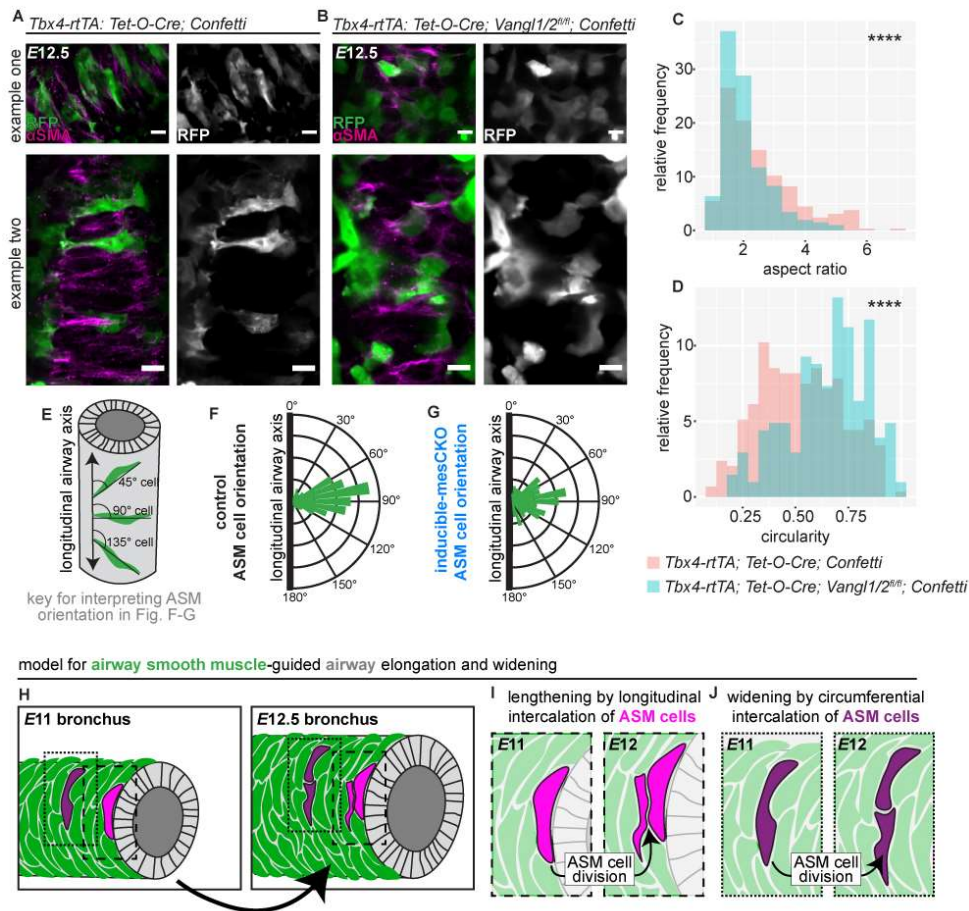 A Tbx4-rtTA: Tet-O-Cre; Confetti
E12.5
RFP
αSMA
RFP
example one
example two
B Tbx4-rtTA: Tet-O-Cre; Vangl1/2fl/fl; Confetti
E12.5
RFP
αSMA
RFP
C
****
relative frequency
30
20
10
0
2 4 6
aspect ratio
D
****
relative frequency
10
5
0
0.25 0.50 0.75
circularity
Tbx4-rtTA; Tet-O-Cre; Confetti
Tbx4-rtTA; Tet-O-Cre; Vangl1/2fl/fl; Confetti
E
longitudinal airway axis
45° cell
90° cell
135° cell
key for interpreting ASM
orientation in Fig. F-G
F
control
ASM cell orientation
longitudinal airway axis
0°
30°
60°
90°
120°
150°
180°
G
inducible-mesCKO
ASM cell orientation
longitudinal airway axis
0°
30°
60°
90°
120°
150°
180°
model for airway smooth muscle-guided airway elongation and widening
H
E11 bronchus
E12.5 bronchus
I lengthening by longitudinal
intercalation of ASM cells
E11
E12
ASM cell
division
J widening by circumferential
intercalation of ASM cells
E11
E12
ASM cell
division